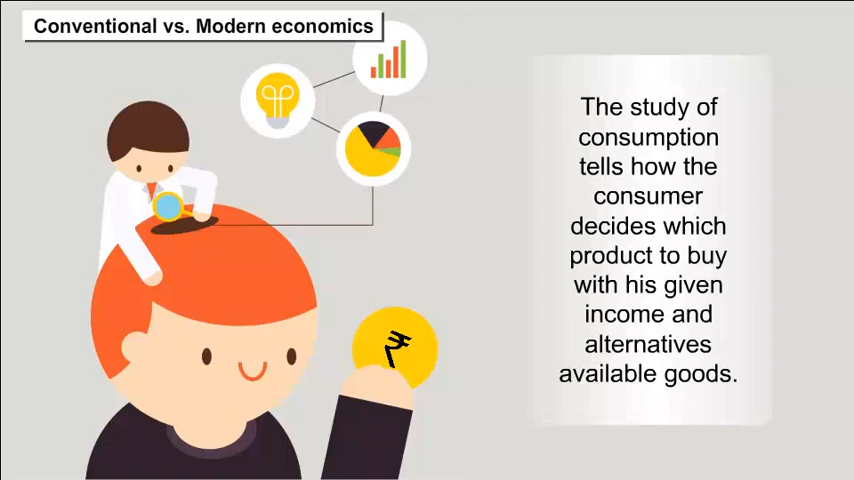 Conventional vs. Modern economics
The study of
consumption
tells how the
consumer
decides which
product to buy
with his given
income and
alternatives
available goods.
₹